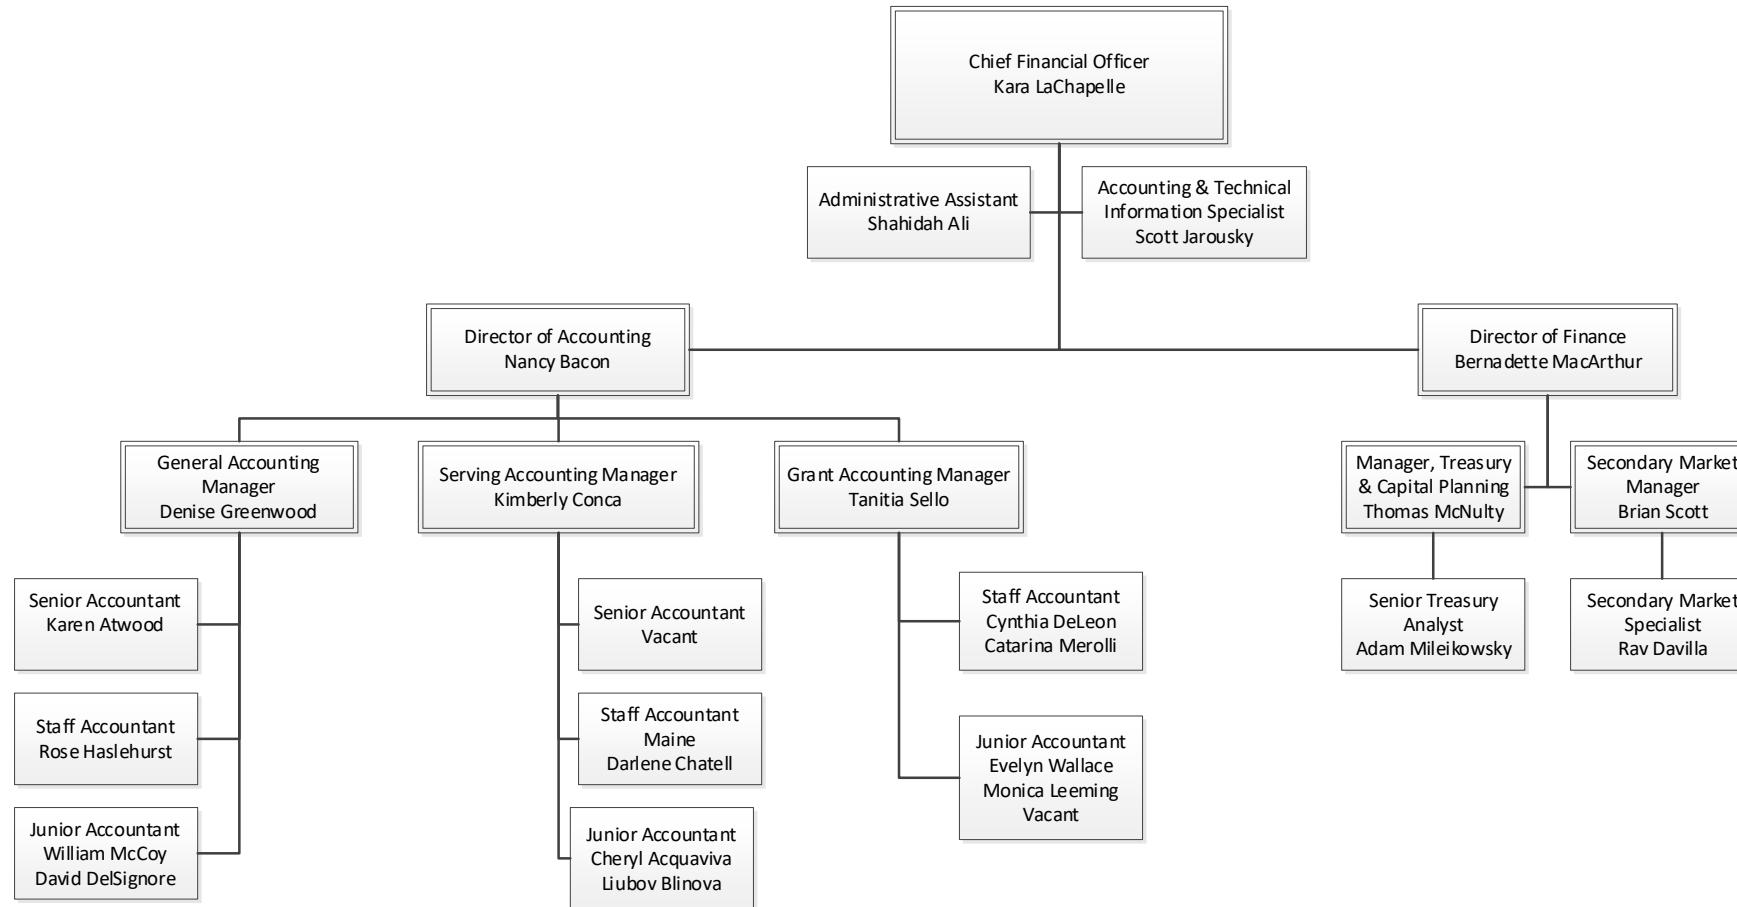 Chief Financial Officer
Kara LaChapelle
Administrative Assistant
Shahidah Ali
Accounting & Technical
Information Specialist
Scott Jarousky
Director of Accounting
Nancy Bacon
Director of Finance
Bernadette MacArthur
General Accounting
Manager
Denise Greenwood
Serving Accounting Manager
Kimberly Conca
Grant Accounting Manager
Tanitia Sello
Manager, Treasury
& Capital Planning
Thomas McNulty
Secondary Market
Manager
Brian Scott
Senior Accountant
Karen Atwood
Senior Accountant
Vacant
Staff Accountant
Cynthia DeLeon
Catarina Merolli
Senior Treasury
Analyst
Adam Mileikowsky
Secondary Market
Specialist
Rav Davilla
Staff Accountant
Rose Haslehurst
Staff Accountant
Maine
Darlene Chatell
Junior Accountant
Evelyn Wallace
Monica Leeming
Vacant
Junior Accountant
William McCoy
David DelSignore
Junior Accountant
Cheryl Acquaviva
Liubov Blinova